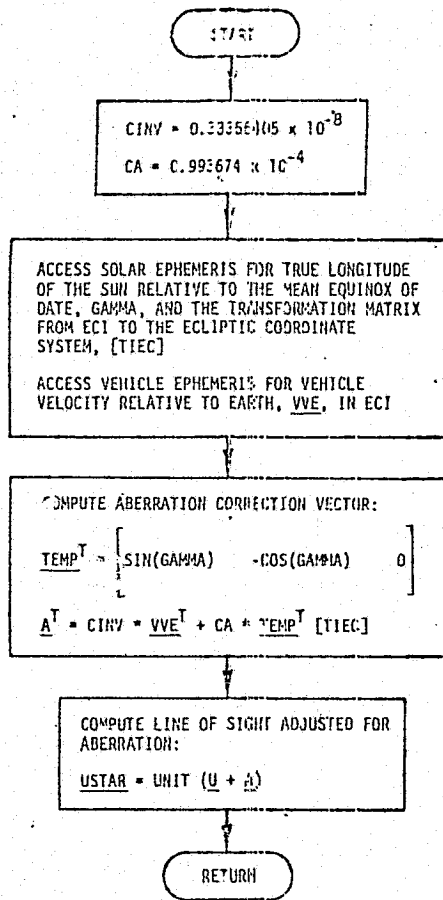 START
CINV = 0.33356405 x 10^-8
CA = 0.993674 x 10^-4
ACCESS SOLAR EPHEMERIS FOR TRUE LONGITUDE
OF THE SUN RELATIVE TO THE MEAN EQUINOX OF
DATE, GAMMA, AND THE TRANSFORMATION MATRIX
FROM ECI TO THE ECLIPTIC COORDINATE
SYSTEM, [TIEC]
ACCESS VEHICLE EPHEMERIS FOR VEHICLE
VELOCITY RELATIVE TO EARTH, VVE, IN ECI
COMPUTE ABERRATION CORRECTION VECTOR:
TEMP^T = [SIN(GAMMA) -COS(GAMMA) 0]
A^T = CINV * VVE^T + CA * TEMP^T [TIEC]
COMPUTE LINE OF SIGHT ADJUSTED FOR
ABERRATION:
USTAR = UNIT (U + A)
RETURN